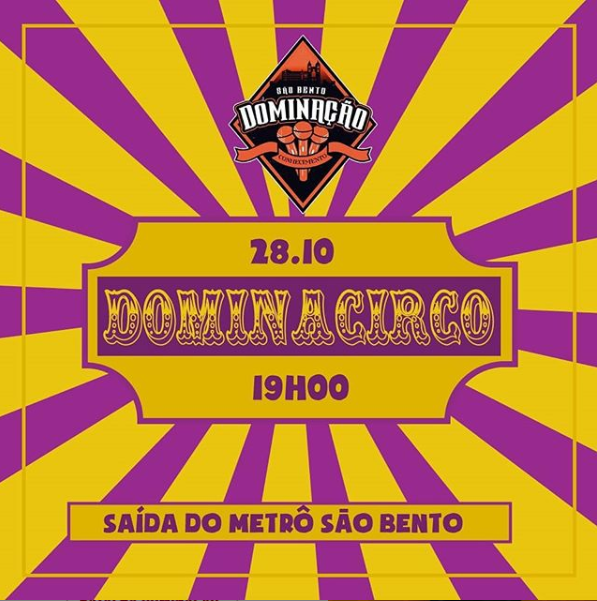 SÃO BENTO
DOMINAÇÃO
CONHECIMENTO
28.10
DOMINACIRCO
19H00
SAÍDA DO METRÔ SÃO BENTO